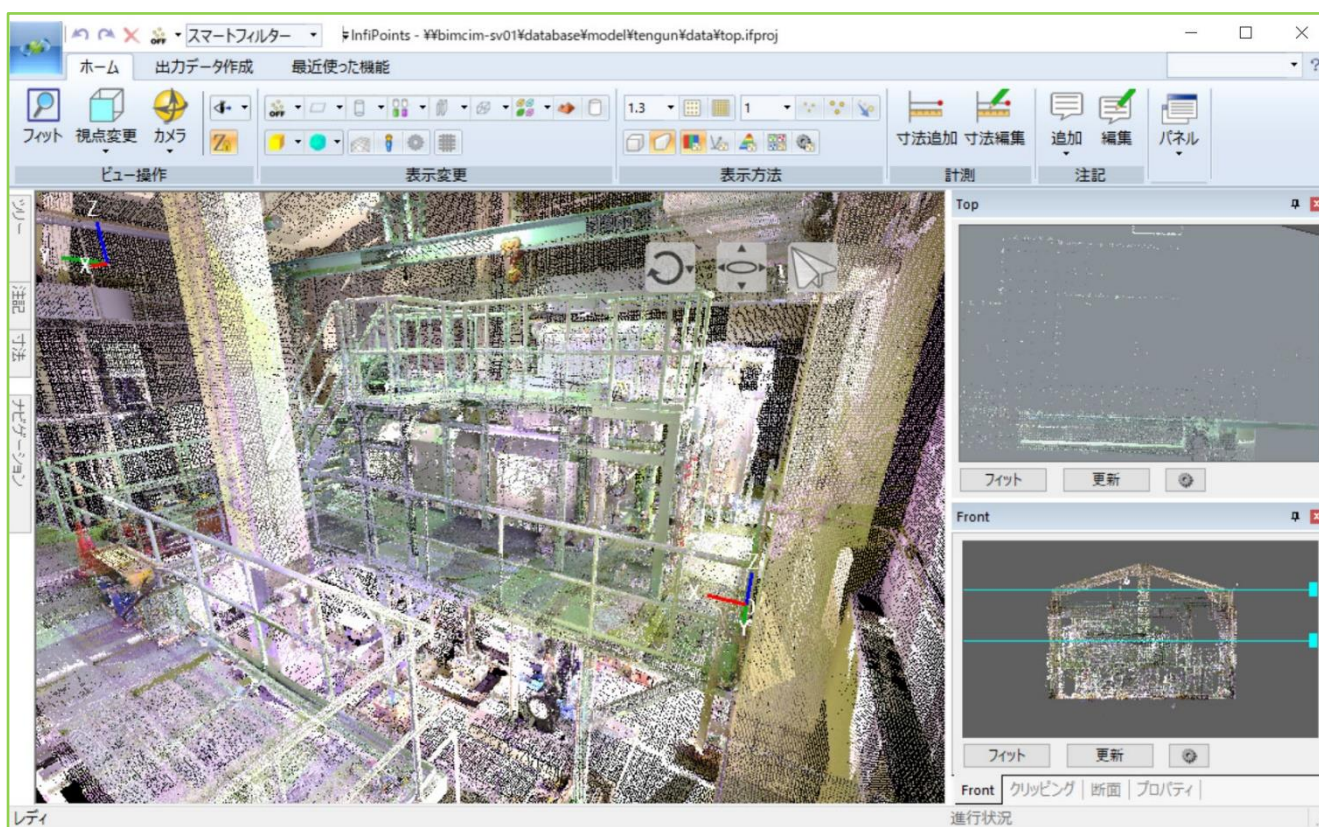 スマートフィルター InfiPoints - ¥¥bimcim-sv01¥database¥model¥tengun¥data¥top.ifproj
ホーム 出力データ作成 最近使った機能
OFF
OFF 1.3 1
フィット 視点変更 カメラ 寸法追加 寸法編集 追加 編集 パネル
ビュー操作 表示変更 表示方法 計測 注記
ツリー
注記
寸法
ナビゲーション
Z
X
X
Y
Top
フィット 更新
Front
フィット 更新
Front クリッピング 断面 プロパティ
レディ 進行状況